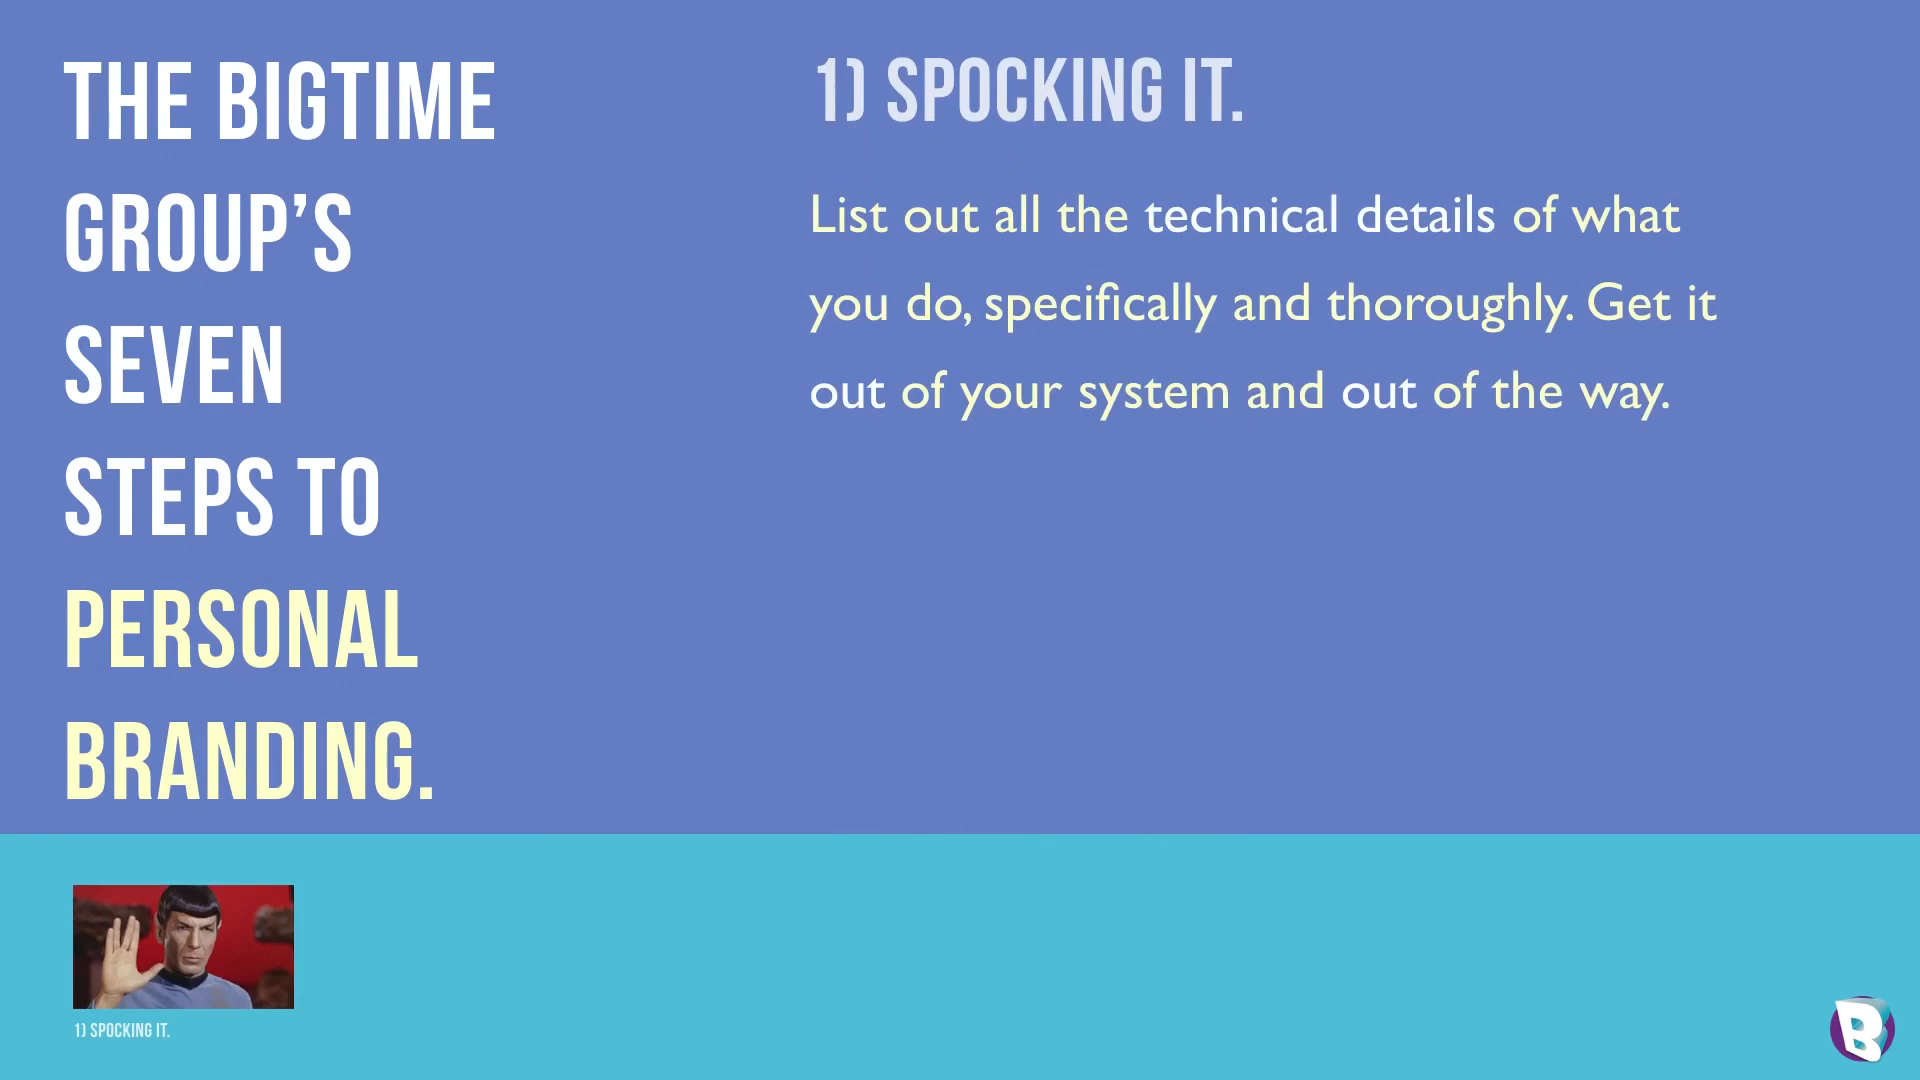 THE BIGTIME
GROUP’S
SEVEN
STEPS TO
PERSONAL
BRANDING.
1) SPOCKING IT.
List out all the technical details of what
you do, specifically and thoroughly. Get it
out of your system and out of the way.
1) SPOCKING IT.
B